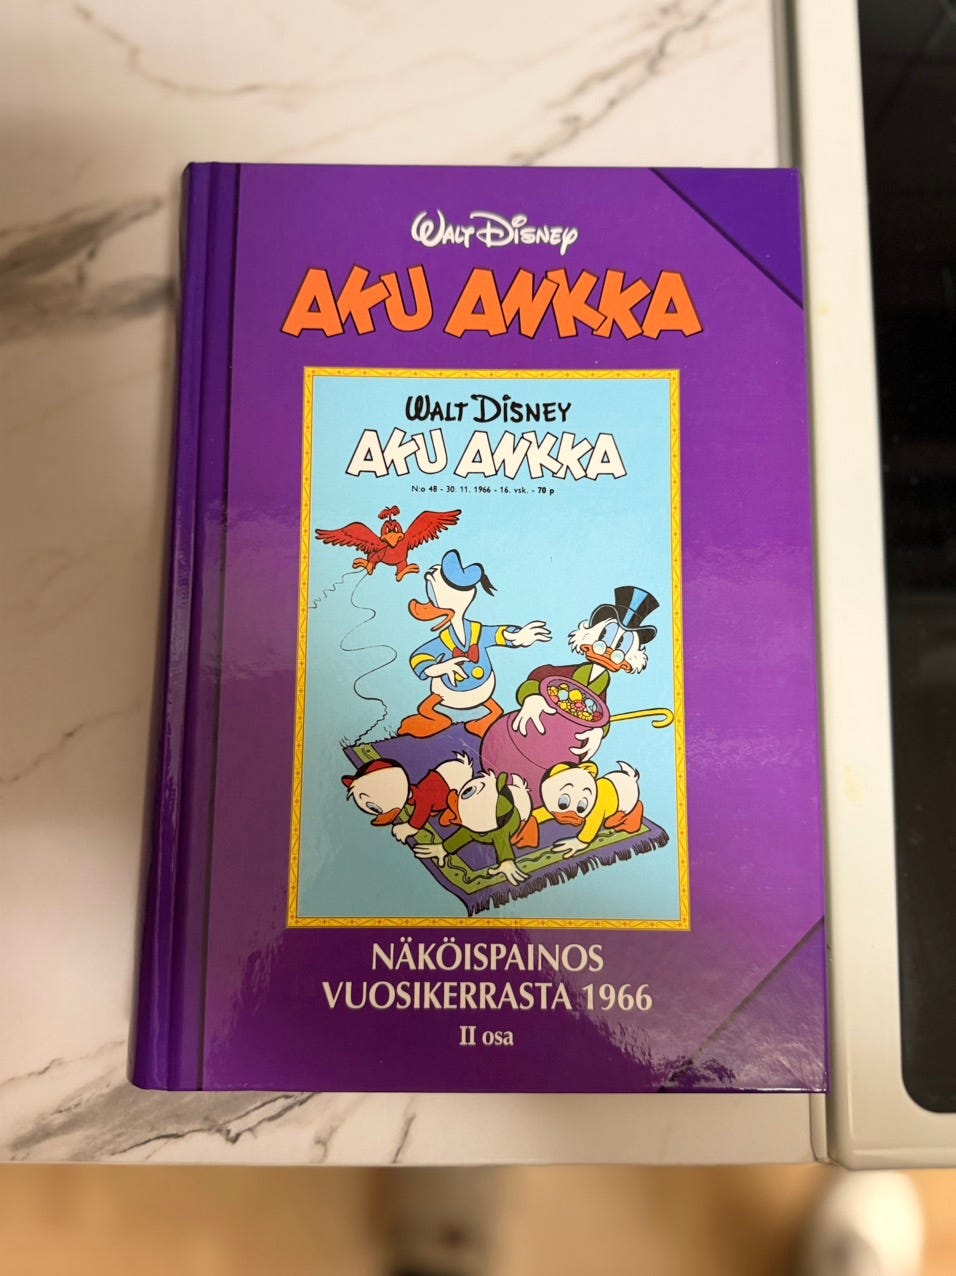 WALT DISNEY
AKU ANKKA
WALT DISNEY
AKU ANKKA
N:o 48 - 30. 11. 1966 - 16. vsk. - 70 p
NÄKÖISPAINOS
VUOSIKERRASTA 1966
II osa